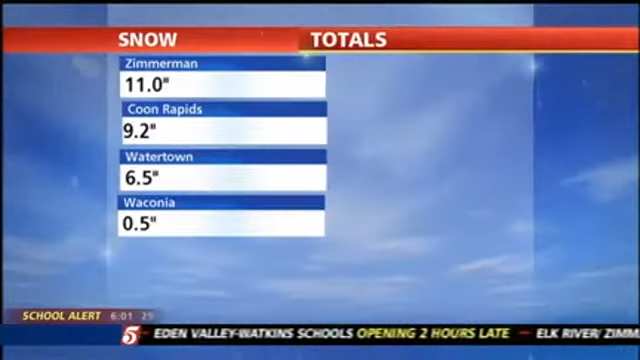 SNOW TOTALS
Zimmerman
11.0"
Coon Rapids
9.2"
Watertown
6.5"
Waconia
0.5"
SCHOOL ALERT 6:01 29
5 EDEN VALLEY-WATKINS SCHOOLS OPENING 2 HOURS LATE – ELK RIVER/ ZIMM